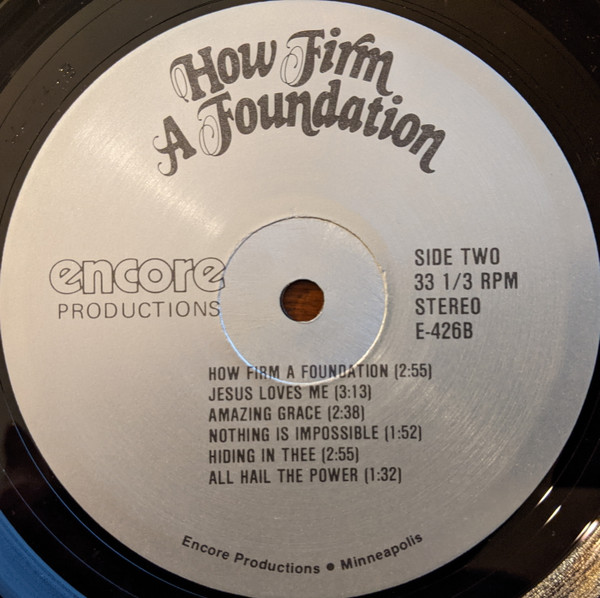 How Firm
A Foundation
encore
PRODUCTIONS
SIDE TWO
33 1/3 RPM
STEREO
E-426B
HOW FIRM A FOUNDATION (2:55)
JESUS LOVES ME (3:13)
AMAZING GRACE (2:38)
NOTHING IS IMPOSSIBLE (1:52)
HIDING IN THEE (2:55)
ALL HAIL THE POWER (1:32)
Encore Productions ● Minneapolis